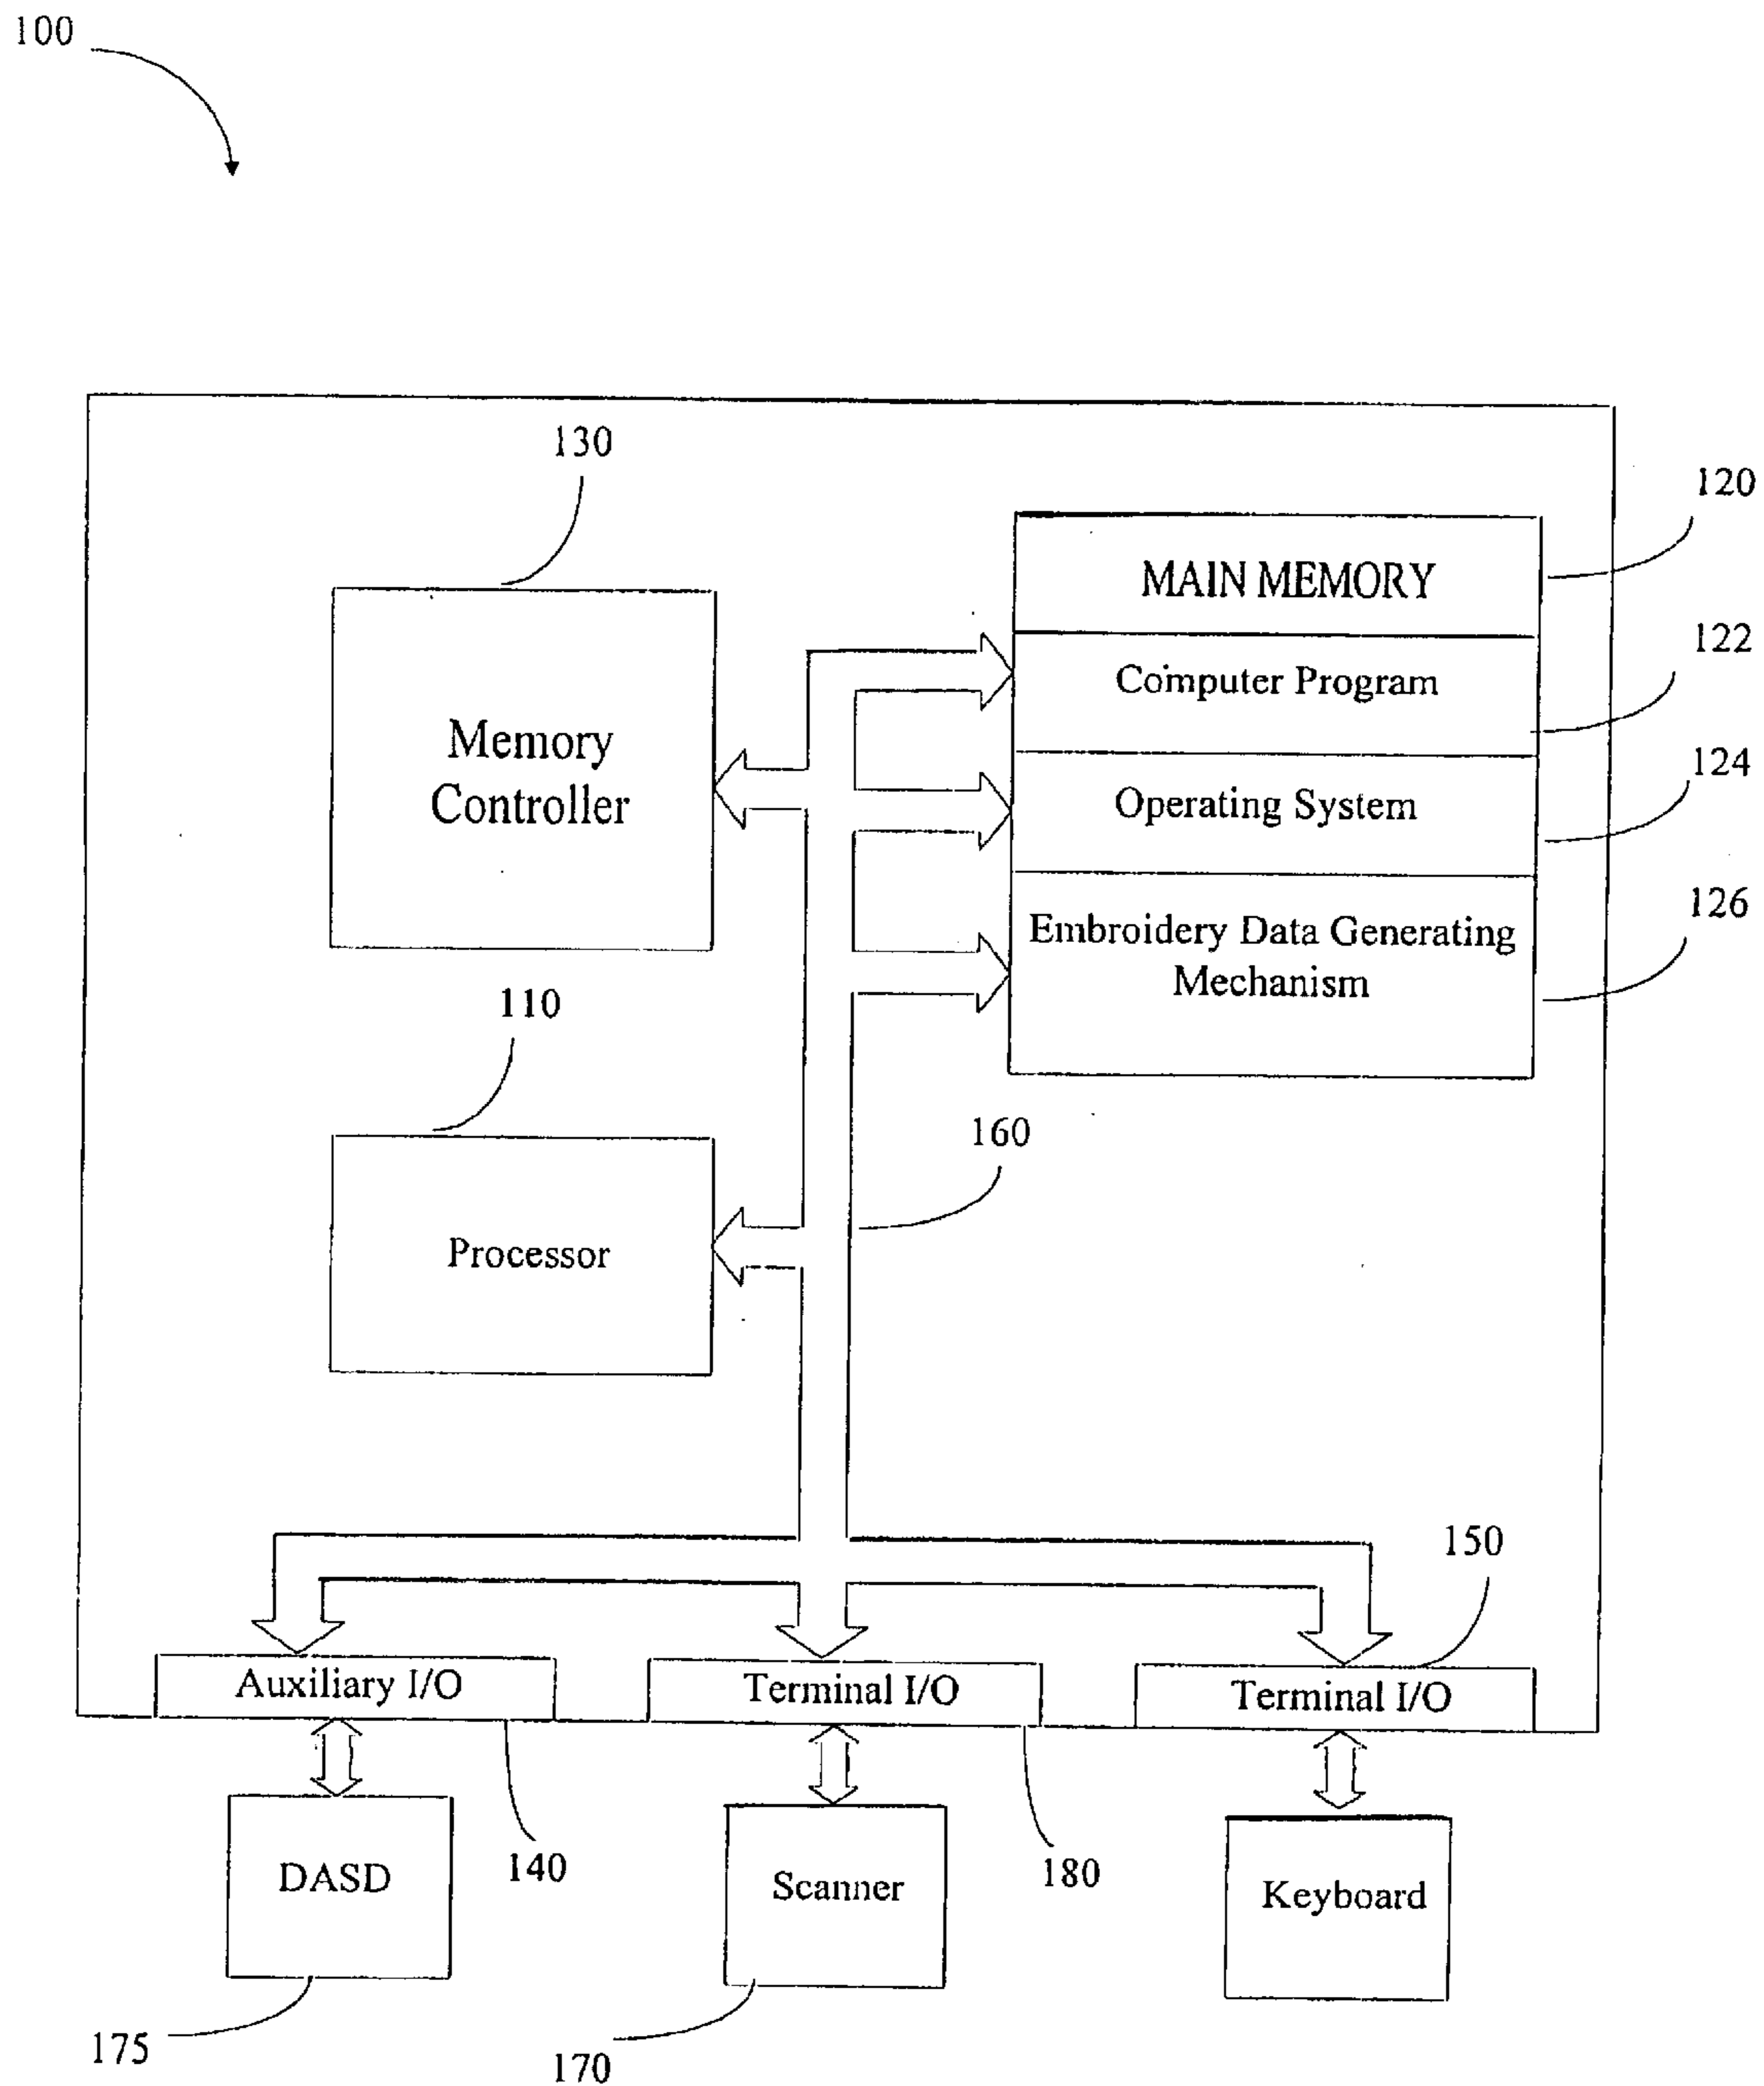 100
130
120
MAIN MEMORY
122
Computer Program
Memory
Controller
124
Operating System
126
Embroidery Data Generating
Mechanism
110
160
Processor
150
Auxiliary I/O
Terminal I/O
Terminal I/O
140
180
DASD
Scanner
Keyboard
175
170